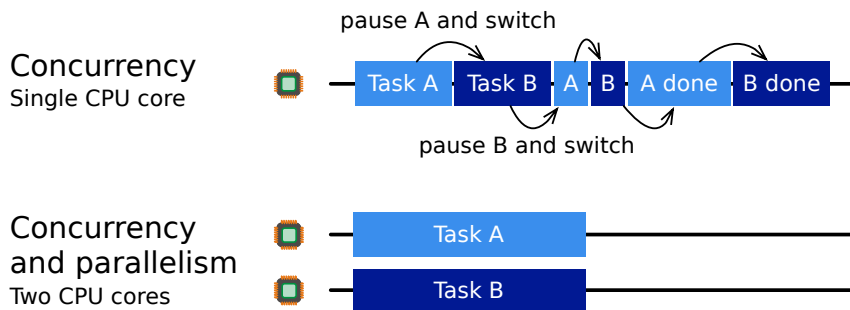 pause A and switch
Concurrency
Single CPU core
Task A Task B A B A done B done
pause B and switch
Concurrency
and parallelism
Two CPU cores
Task A
Task B